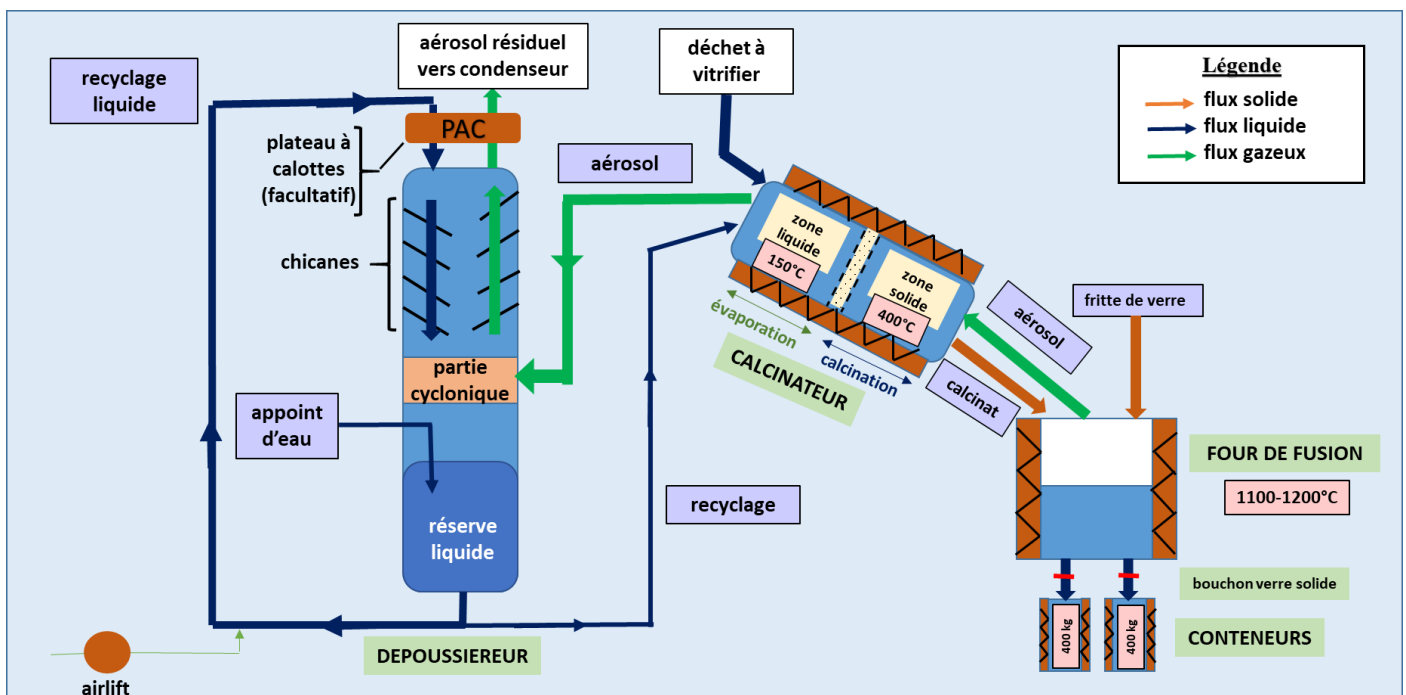 aérosol résiduel
vers condenseur
déchet à
vitrifier
Légende
flux solide
flux liquide
flux gazeux
recyclage
liquide
PAC
plateau à
calottes
(facultatif)
aérosol
chicanes
zone
liquide
150°C
zone
solide
400°C
évaporation
calcination
CALCINATEUR
aérosol
fritte de verre
calcinat
partie
cyclonique
appoint
d’eau
réserve
liquide
recyclage
FOUR DE FUSION
1100-1200°C
bouchon verre solide
400 kg
400 kg
CONTENEURS
DEPOUSSIEREUR
airlift